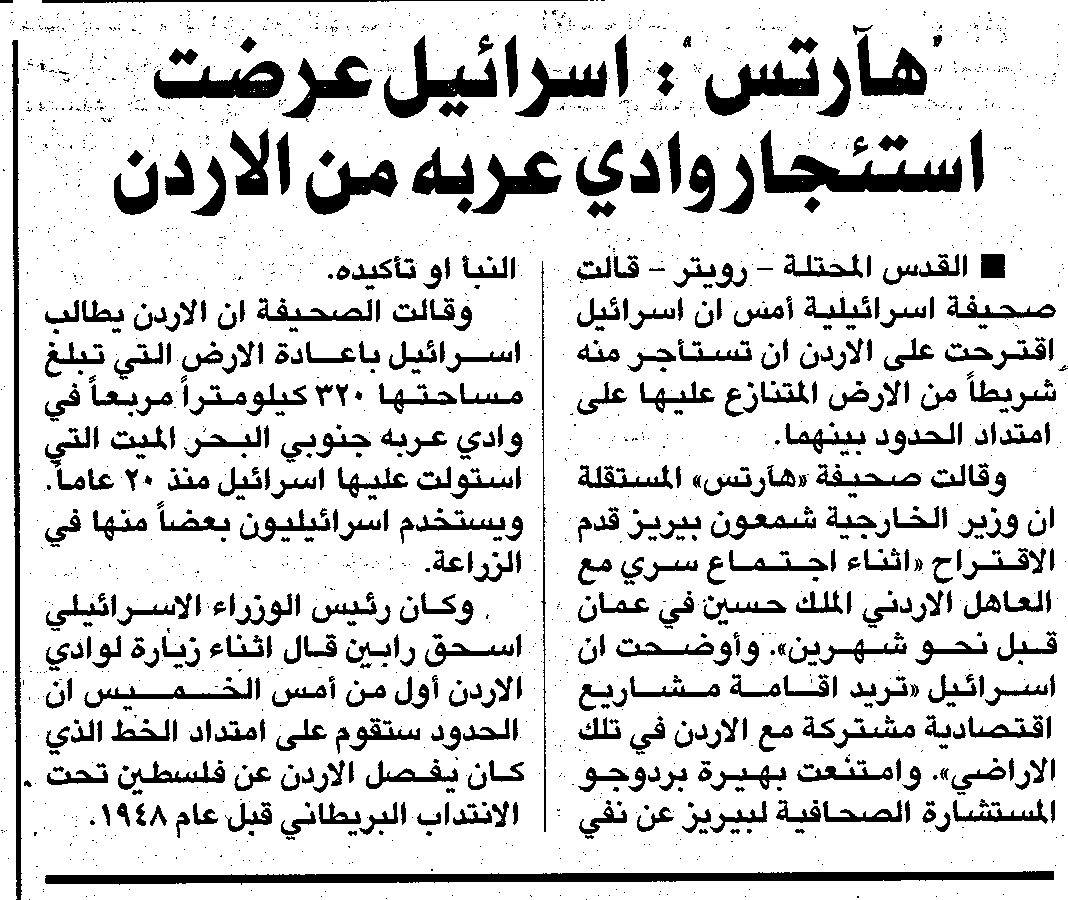 "هآرتس": اسرائيل عرضت
استئجار وادي عربه من الاردن
■ القدس المحتلة - رويتر - قالت
صحيفة اسرائيلية أمس ان اسرائيل
اقترحت على الاردن ان تستأجر منه
شريطاً من الارض المتنازع عليها على
امتداد الحدود بينهما.
وقالت صحيفة «هآرتس» المستقلة
ان وزير الخارجية شمعون بيريز قدم
الاقتراح «اثناء اجتماع سري مع
العاهل الاردني الملك حسين في عمان
قبل نحو شهرين». وأوضحت ان
اسرائيل «تريد اقامة مشاريع
اقتصادية مشتركة مع الاردن في تلك
الاراضي». وامتنعت بهيرة بردوجو
المستشارة الصحافية لبيريز عن نفي
النبأ او تأكيده.
وقالت الصحيفة ان الاردن يطالب
اسرائيل باعادة الارض التي تبلغ
مساحتها ٣٢٠ كيلومتراً مربعاً في
وادي عربه جنوبي البحر الميت التي
استولت عليها اسرائيل منذ ٢٠ عاماً.
ويستخدم اسرائيليون بعضاً منها في
الزراعة.
وكان رئيس الوزراء الاسرائيلي
اسحق رابين قال اثناء زيارة لوادي
الاردن أول من أمس الخميس ان
الحدود ستقوم على امتداد الخط الذي
كان يفصل الاردن عن فلسطين تحت
الانتداب البريطاني قبل عام ١٩٤٨.